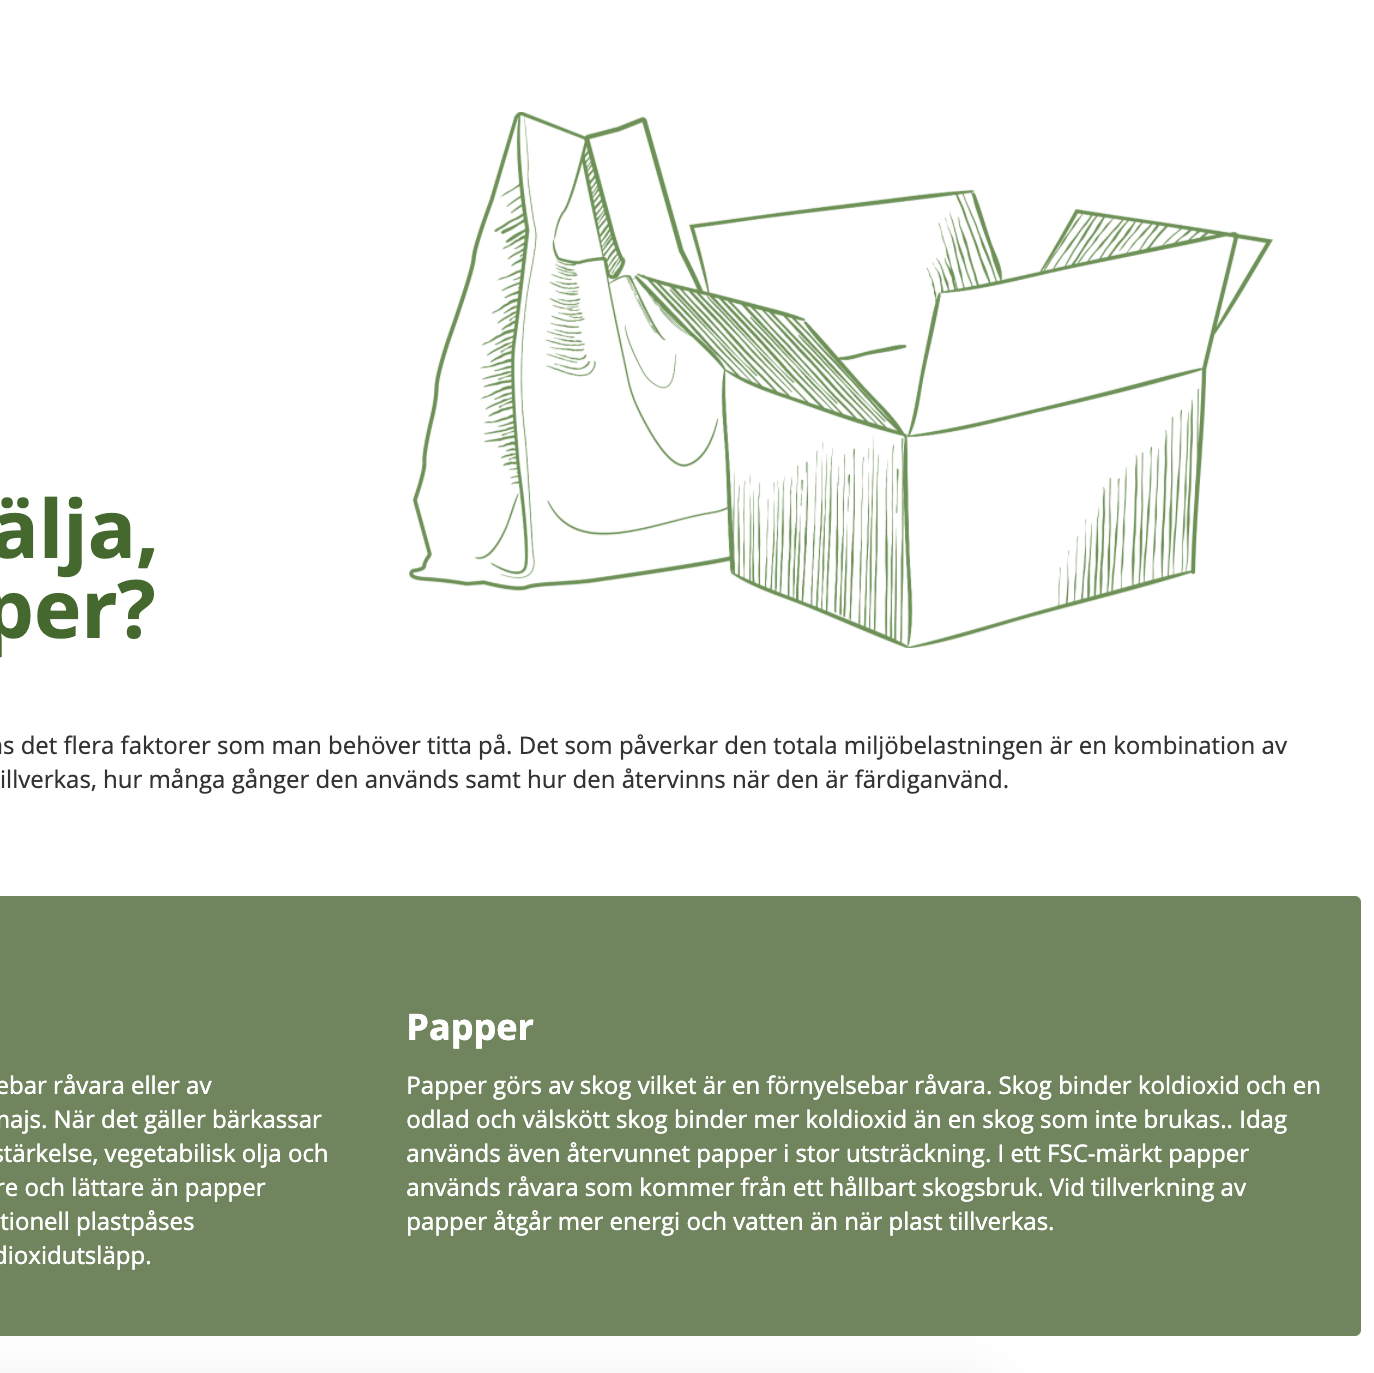 älja,
per?
det flera faktorer som man behöver titta på. Det som påverkar den totala miljöbelastningen är en kombination av
illverkas, hur många gånger den används samt hur den återvinns när den är färdiganvänd.
ebar råvara eller av
majs. När det gäller bärkassar
stärkelse, vegetabilisk olja och
re och lättare än papper
tionell plastpåses
dioxidutsläpp.
Papper
Papper görs av skog vilket är en förnyelsebar råvara. Skog binder koldioxid och en
odlad och välskött skog binder mer koldioxid än en skog som inte brukas.. Idag
används även återvunnet papper i stor utsträckning. I ett FSC-märkt papper
används råvara som kommer från ett hållbart skogsbruk. Vid tillverkning av
papper åtgår mer energi och vatten än när plast tillverkas.